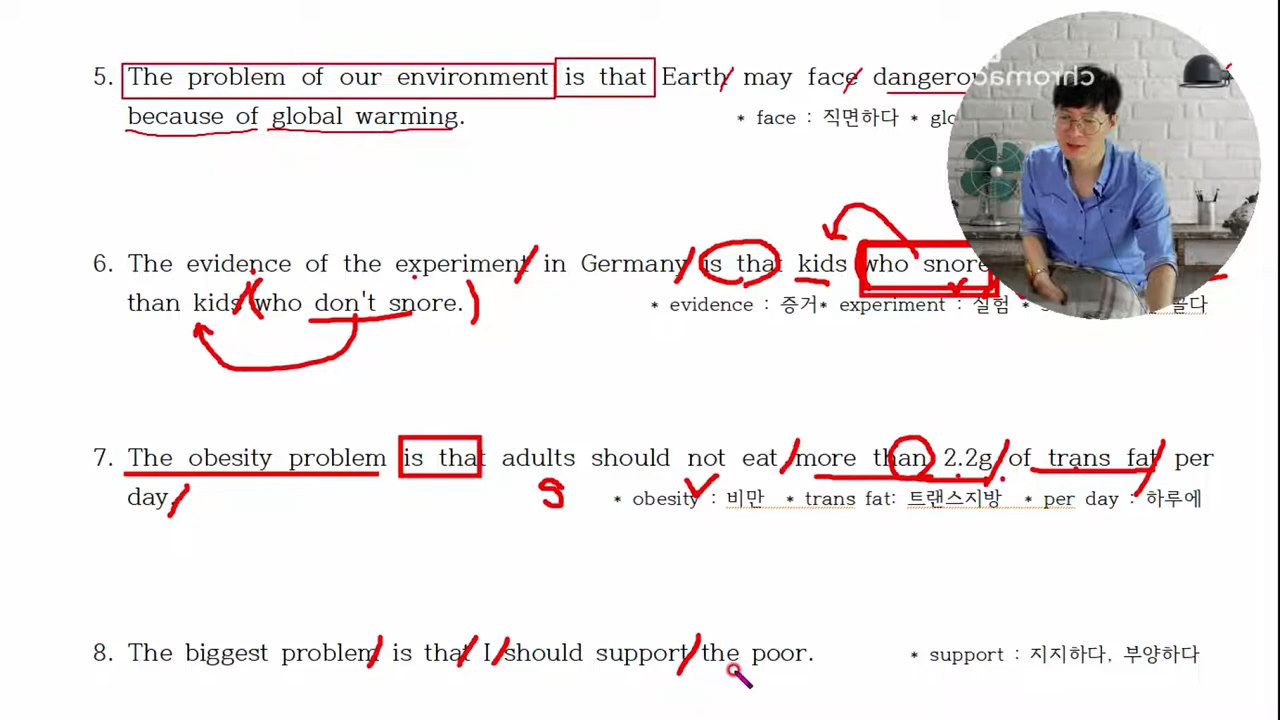 chromac
5. The problem of our environment is that Earth may face
because of global warming. * face : 직면하다 *
6. The evidence of the experiment in Germany is that kids who snore
than kids who don't snore. * evidence : 증거* experiment : 실험 * 골다
7. The obesity problem is that adults should not eat more than 2.2g of trans fat per
day * obesity : 비만 * trans fat: 트랜스지방 * per day : 하루에
8. The biggest problem is that I should support the poor. * support : 지지하다, 부양하다